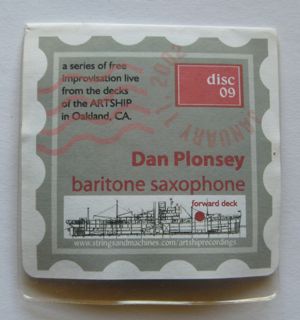 a series of free
improvisation live
from the decks
of the ARTSHIP
in Oakland, CA.
disc
09
Dan Plonsey
baritone saxophone
forward deck
www.stringsandmachines.com/artshiprecordings